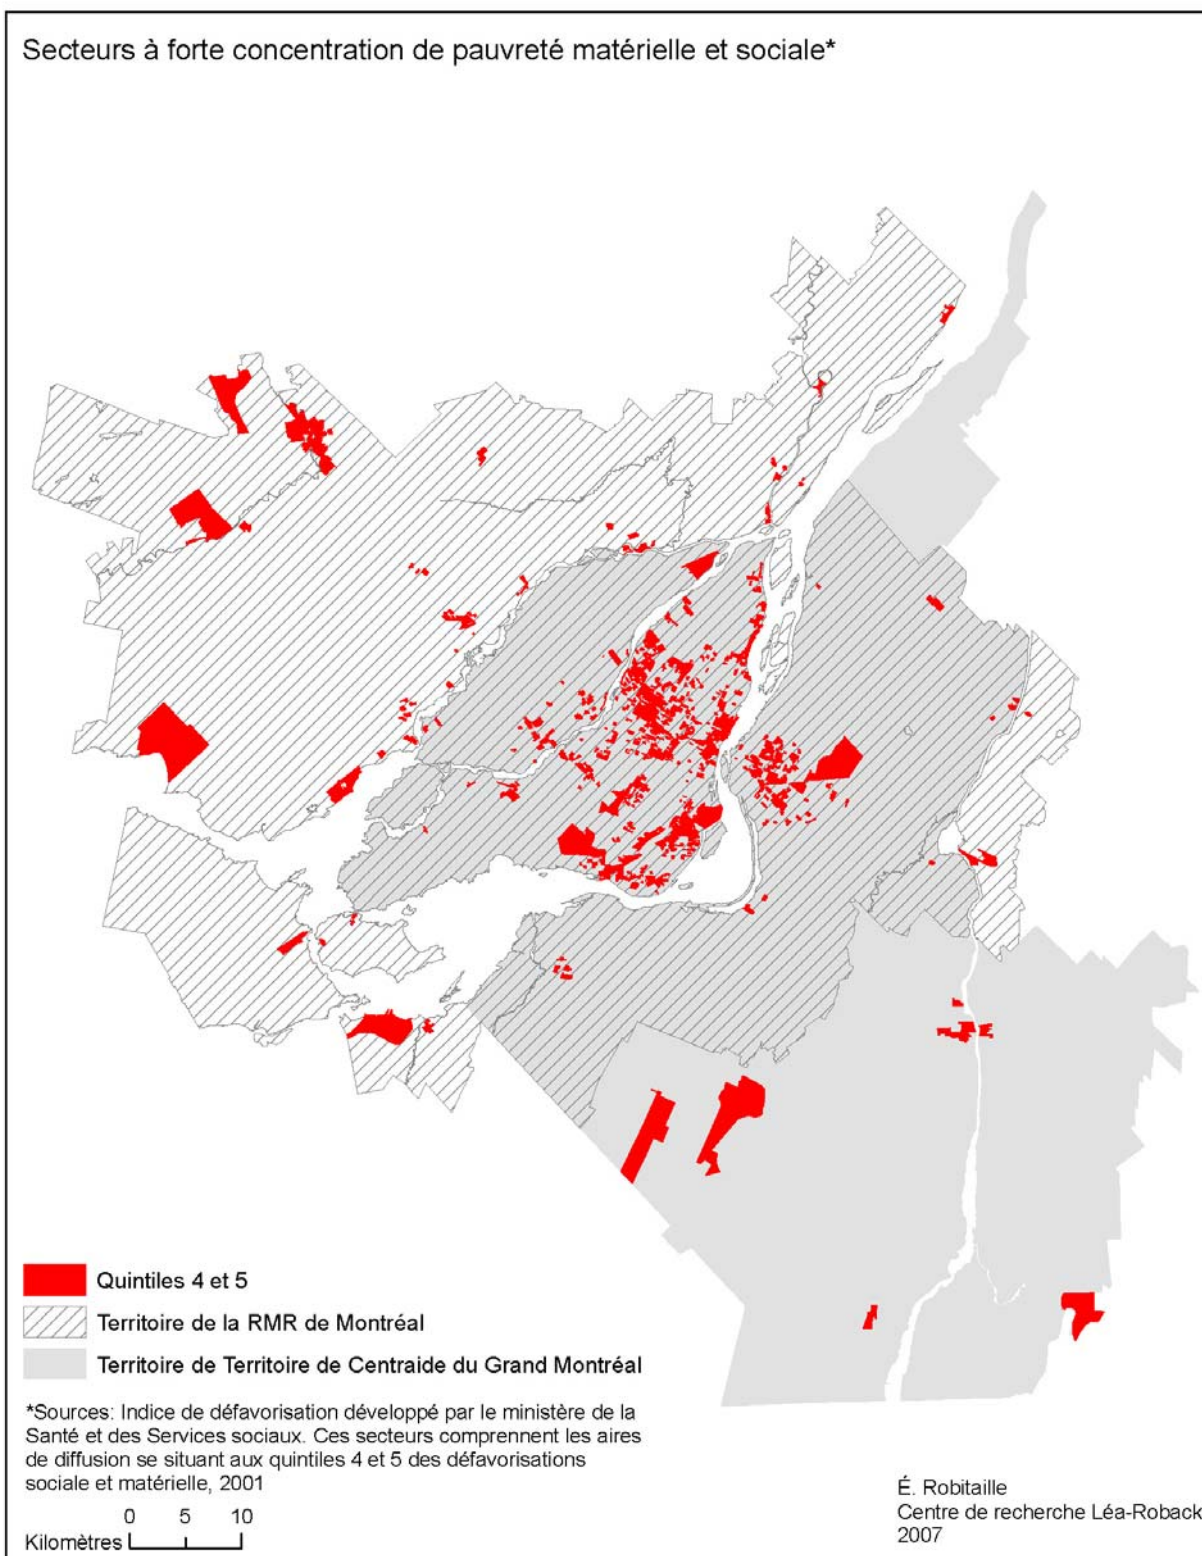 Secteurs à forte concentration de pauvreté matérielle et sociale*
Quintiles 4 et 5
Territoire de la RMR de Montréal
Territoire de Territoire de Centraide du Grand Montréal
*Sources: Indice de défavorisation développé par le ministère de la
Santé et des Services sociaux. Ces secteurs comprennent les aires
de diffusion se situant aux quintiles 4 et 5 des défavorisations
sociale et matérielle, 2001
0 5 10
Kilomètres
É. Robitaille
Centre de recherche Léa-Roback
2007